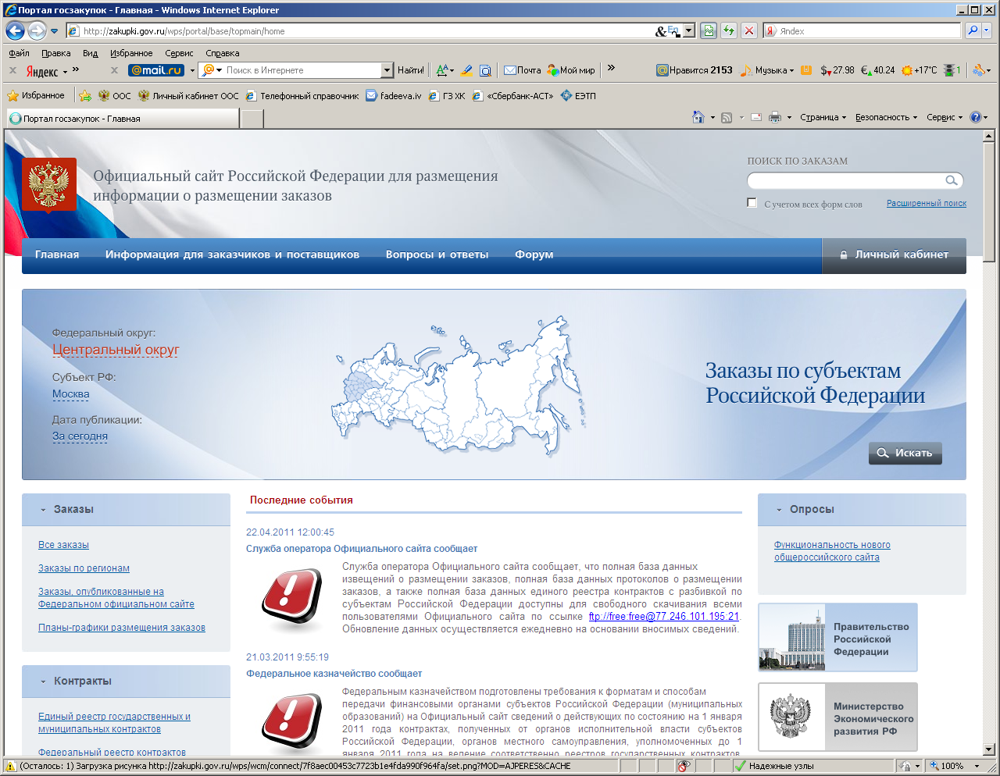 Портал госзакупок - Главная - Windows Internet Explorer
http://zakupki.gov.ru/wps/portal/base/topmain/home
Яndex
Файл Правка Вид Избранное Сервис Справка
Яндекс @mail.ru Поиск в Интернете Найти! Почта Мой мир Нравится 2153 Музыка $ 27.98 € 40.24 +17°C 1
Избранное ООС Личный кабинет ООС Телефонный справочник fadeeva.iv ГЗ ХК «Сбербанк-АСТ» ЕЭТП
Портал госзакупок - Главная
Страница Безопасность Сервис
Официальный сайт Российской Федерации для размещения
информации о размещении заказов
ПОИСК ПО ЗАКАЗАМ
С учетом всех форм слов Расширенный поиск
Главная Информация для заказчиков и поставщиков Вопросы и ответы Форум Личный кабинет
Федеральный округ:
Центральный округ
Субъект РФ:
Москва
Дата публикации:
За сегодня
Заказы по субъектам
Российской Федерации
Искать
Заказы
Все заказы
Заказы по регионам
Заказы, опубликованные на
Федеральном официальном сайте
Планы-графики размещения заказов
Контракты
Единый реестр государственных и
муниципальных контрактов
Федеральный реестр контрактов
Последние события
22.04.2011 12:00:45
Служба оператора Официального сайта сообщает
Служба оператора Официального сайта сообщает, что полная база данных
извещений о размещении заказов, полная база данных протоколов о размещении
заказов, а также полная база данных единого реестра контрактов с разбивкой по
субъектам Российской Федерации доступны для свободного скачивания всеми
пользователями Официального сайта по ссылке ftp://free:free@77.246.101.195:21.
Обновление данных осуществляется ежедневно на основании вносимых сведений.
21.03.2011 9:55:19
Федеральное казначейство сообщает
Федеральным казначейством подготовлены требования к форматам и способам
передачи финансовыми органами субъектов Российской Федерации (муниципальных
образований) на Официальный сайт сведений о действующих по состоянию на 1 января
2011 года контрактах, полученных от органов исполнительной власти субъектов
Российской Федерации, органов местного самоуправления, уполномоченных до 1
января 2011 года на ведение соответственно реестров государственных контрактов,
Опросы
Функциональность нового
общероссийского сайта
Правительство
Российской
Федерации
Министерство
Экономического
развития РФ
(Осталось: 1) Загрузка рисунка http://zakupki.gov.ru/wps/wcm/connect/7f8aec00453c7723b1e4fda990f964fa/set.png?MOD=AJPERES&CACHE
Надежные узлы
100%